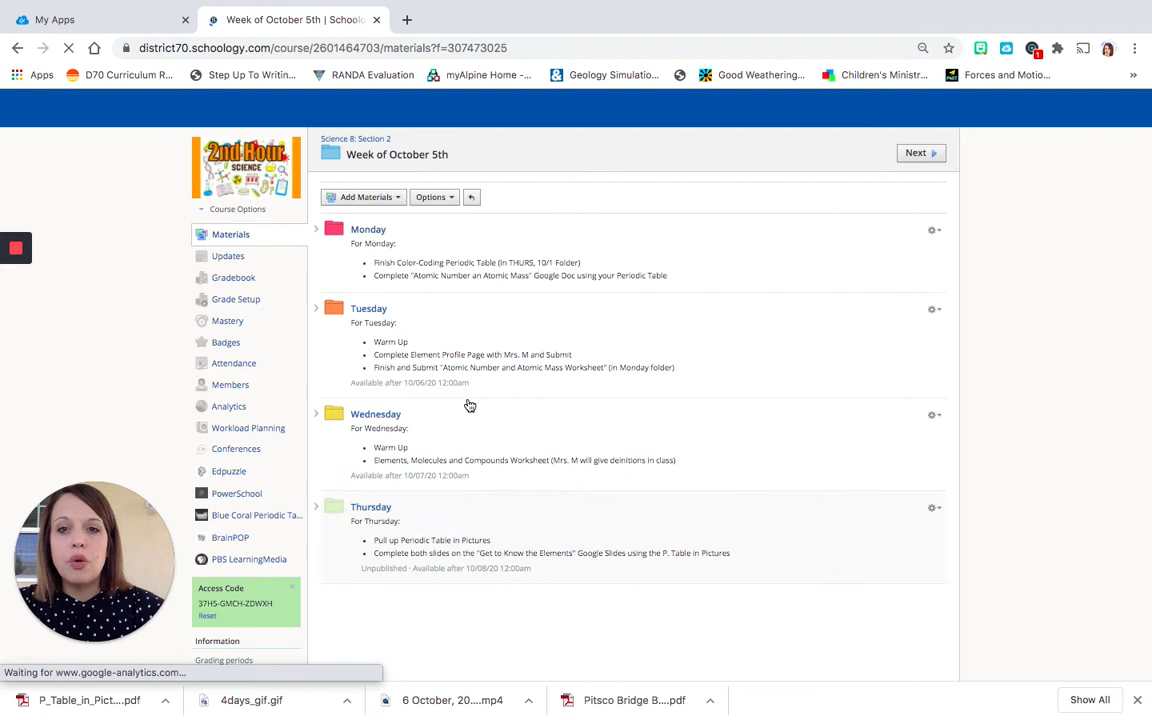 My Apps
Week of October 5th | Schoolo
district70.schoology.com/course/2601464703/materials?f=307473025
Apps
D70 Curriculum R...
Step Up To Writin...
RANDA Evaluation
myAlpine Home -...
Geology Simulatio...
Good Weathering...
Children's Ministr...
Forces and Motio...
1
2nd Hour
SCIENCE
Course Options
Science 8: Section 2
Week of October 5th
Next
Add Materials
Options
Materials
Updates
Gradebook
Grade Setup
Mastery
Badges
Attendance
Members
Analytics
Workload Planning
Conferences
Edpuzzle
PowerSchool
Blue Coral Periodic Ta...
BrainPOP
PBS LearningMedia
Access Code
37H5-GMCH-ZDWXH
Reset
Information
Grading periods
Monday
For Monday:
Finish Color-Coding Periodic Table (in THURS, 10/1 Folder)
Complete "Atomic Number an Atomic Mass" Google Doc using your Periodic Table
Tuesday
For Tuesday:
Warm Up
Complete Element Profile Page with Mrs. M and Submit
Finish and Submit "Atomic Number and Atomic Mass Worksheet" (in Monday folder)
Available after 10/06/20 12:00am
Wednesday
For Wednesday:
Warm Up
Elements, Molecules and Compounds Worksheet (Mrs. M will give deinitions in class)
Available after 10/07/20 12:00am
Thursday
For Thursday:
Pull up Periodic Table in Pictures
Complete both slides on the "Get to Know the Elements" Google Slides using the P. Table in Pictures
Unpublished · Available after 10/08/20 12:00am
Waiting for www.google-analytics.com...
P_Table_in_Pict....pdf
4days_gif.gif
6 October, 20....mp4
Pitsco Bridge B....pdf
Show All